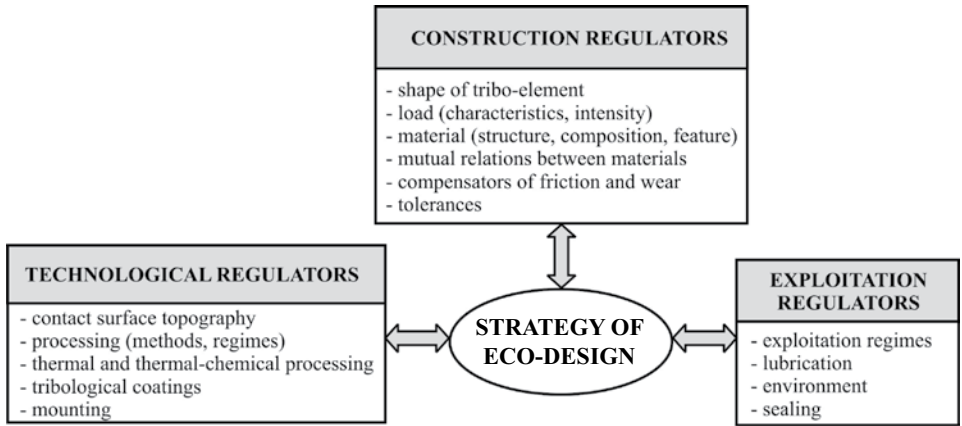 CONSTRUCTION REGULATORS
- shape of tribo-element
- load (characteristics, intensity)
- material (structure, composition, feature)
- mutual relations between materials
- compensators of friction and wear
- tolerances
TECHNOLOGICAL REGULATORS
- contact surface topography
- processing (methods, regimes)
- thermal and thermal-chemical processing
- tribological coatings
- mounting
STRATEGY OF
ECO-DESIGN
EXPLOITATION
REGULATORS
- exploitation regimes
- lubrication
- environment
- sealing